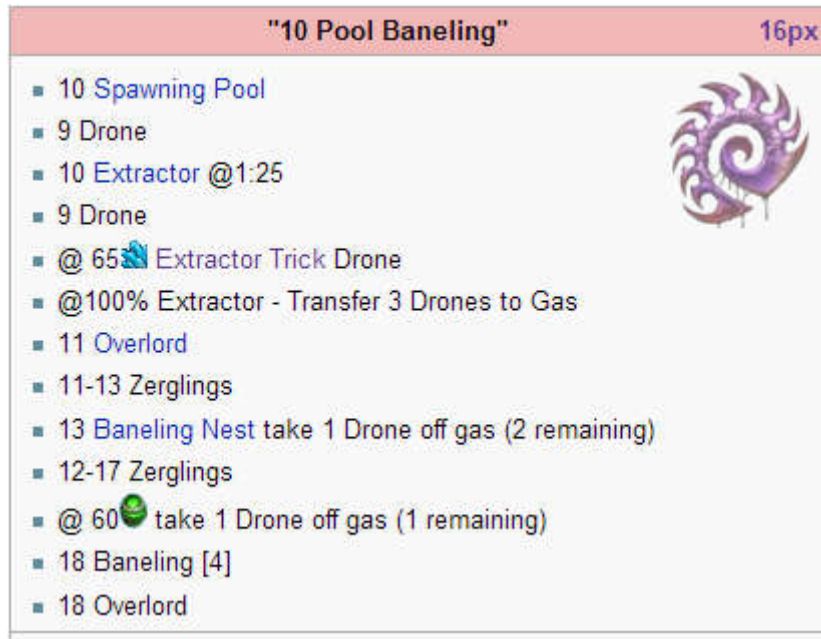 "10 Pool Baneling" 16px
10 Spawning Pool
9 Drone
10 Extractor @1:25
9 Drone
@ 65 Extractor Trick Drone
@100% Extractor - Transfer 3 Drones to Gas
11 Overlord
11-13 Zerglings
13 Baneling Nest take 1 Drone off gas (2 remaining)
12-17 Zerglings
@ 60 take 1 Drone off gas (1 remaining)
18 Baneling [4]
18 Overlord